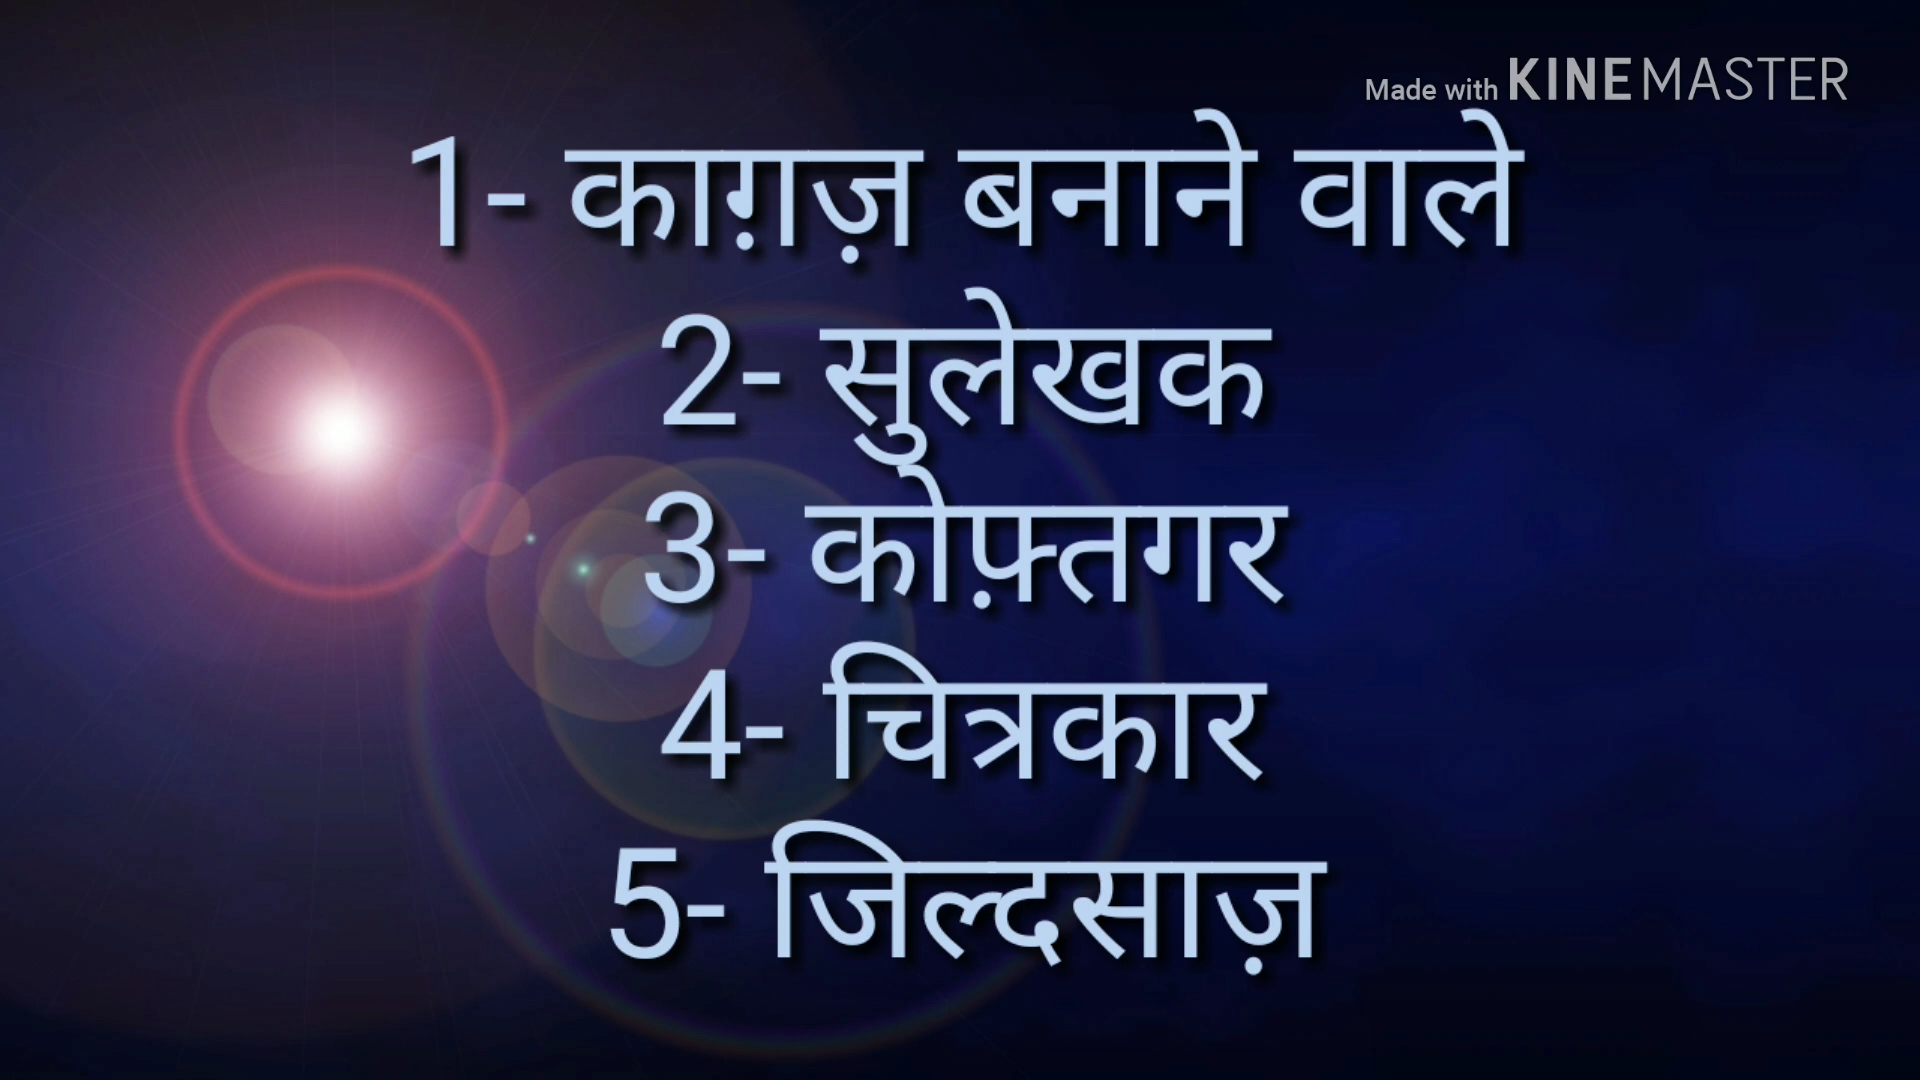 Made with KINEMASTER
1- काग़ज़ बनाने वाले
2- सुलेखक
3- कोफ़्तगर
4- चित्रकार
5- जिल्दसाज़